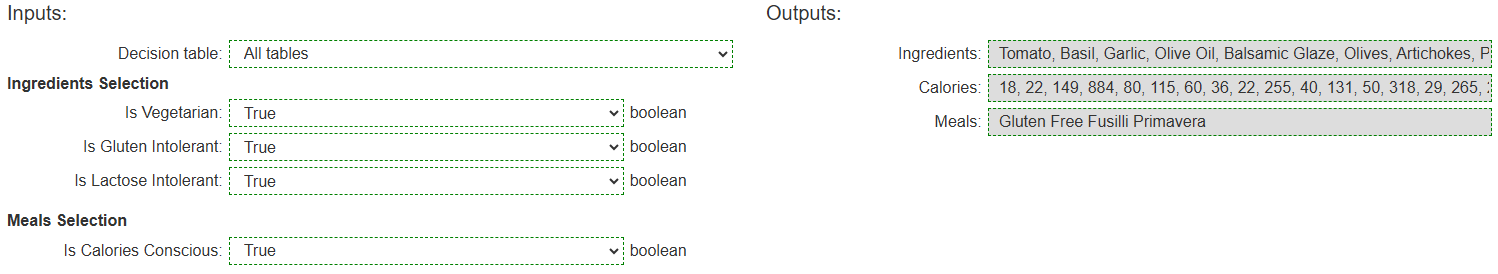 Inputs:
Decision table: All tables
Ingredients Selection
Is Vegetarian: True boolean
Is Gluten Intolerant: True boolean
Is Lactose Intolerant: True boolean
Meals Selection
Is Calories Conscious: True boolean
Outputs:
Ingredients: Tomato, Basil, Garlic, Olive Oil, Balsamic Glaze, Olives, Artichokes,
Calories: 18, 22, 149, 884, 80, 115, 60, 36, 22, 255, 40, 131, 50, 318, 29, 265,
Meals: Gluten Free Fusilli Primavera